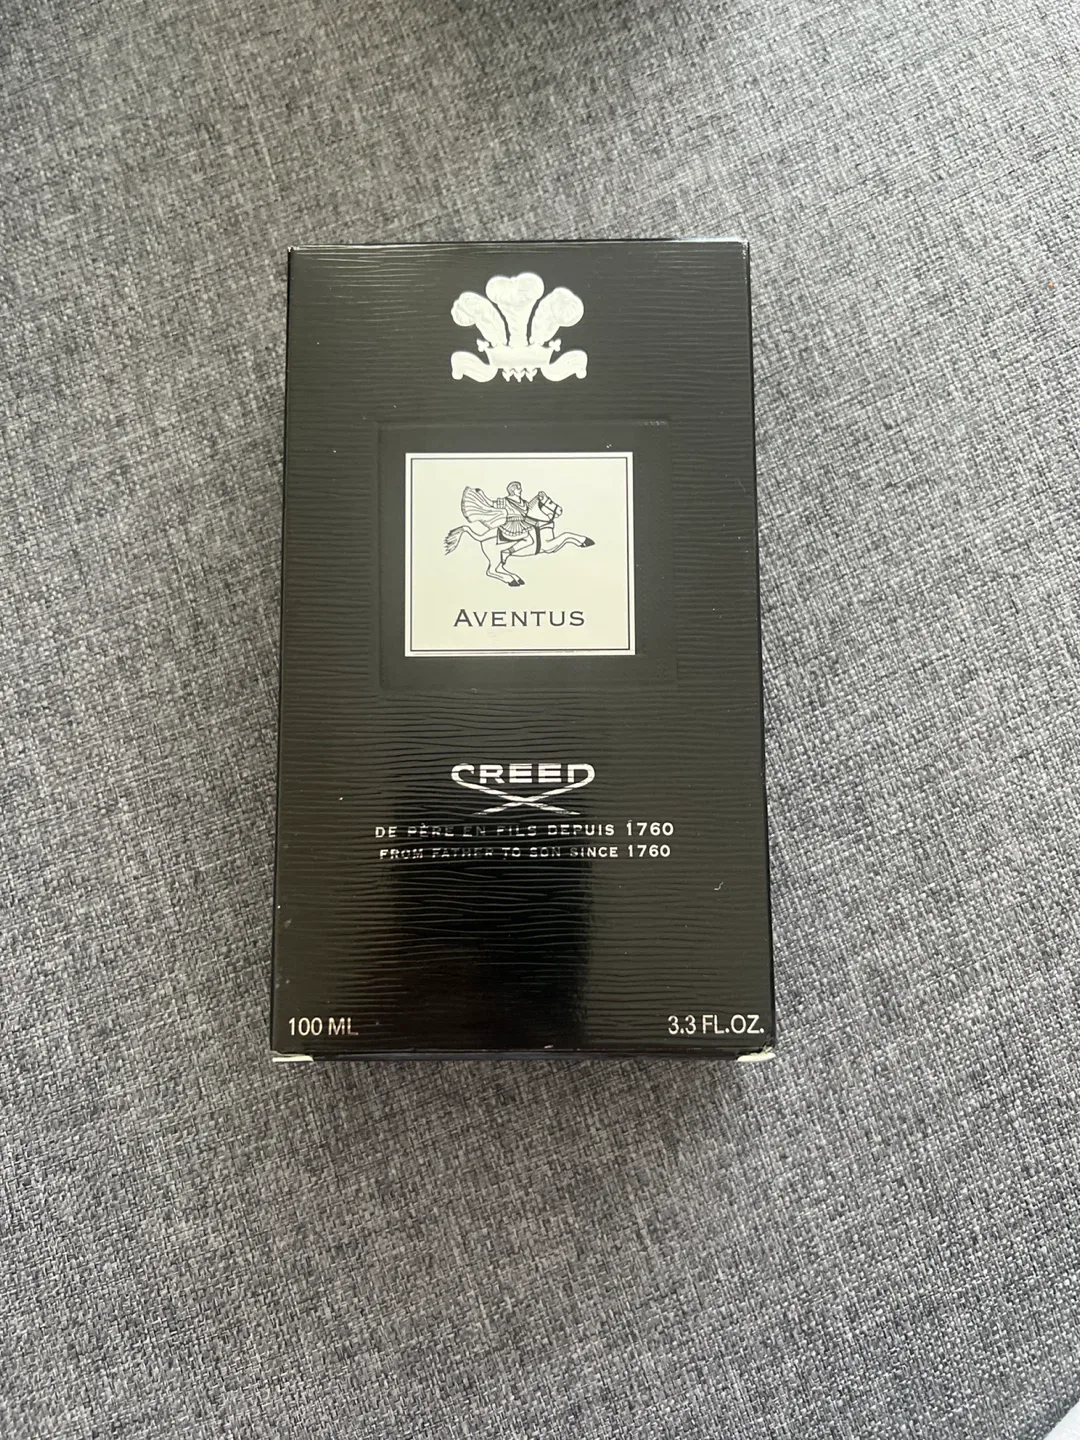 AVENTUS
CREED
DE PÈRE EN FILS DEPUIS 1760
FROM FATHER TO SON SINCE 1760
100 ML 3.3 FL.OZ.